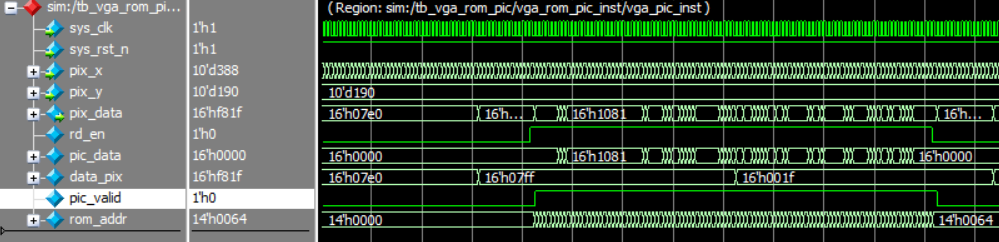 sim:/tb_vga_rom_pi... ( Region: sim:/tb_vga_rom_pic/vga_rom_pic_inst/vga_pic_inst )
sys_clk 1'h1
sys_rst_n 1'h1
pix_x 10'd388
pix_y 10'd190 10'd190
pix_data 16'hf81f 16'h07e0 16'h... 16'h1081 16'h...
rd_en 1'h0
pic_data 16'h0000 16'h0000 16'h1081 16'h0000
data_pix 16'hf81f 16'h07e0 16'h07ff 16'h001f
pic_valid 1'h0
rom_addr 14'h0064 14'h0000 14'h0064